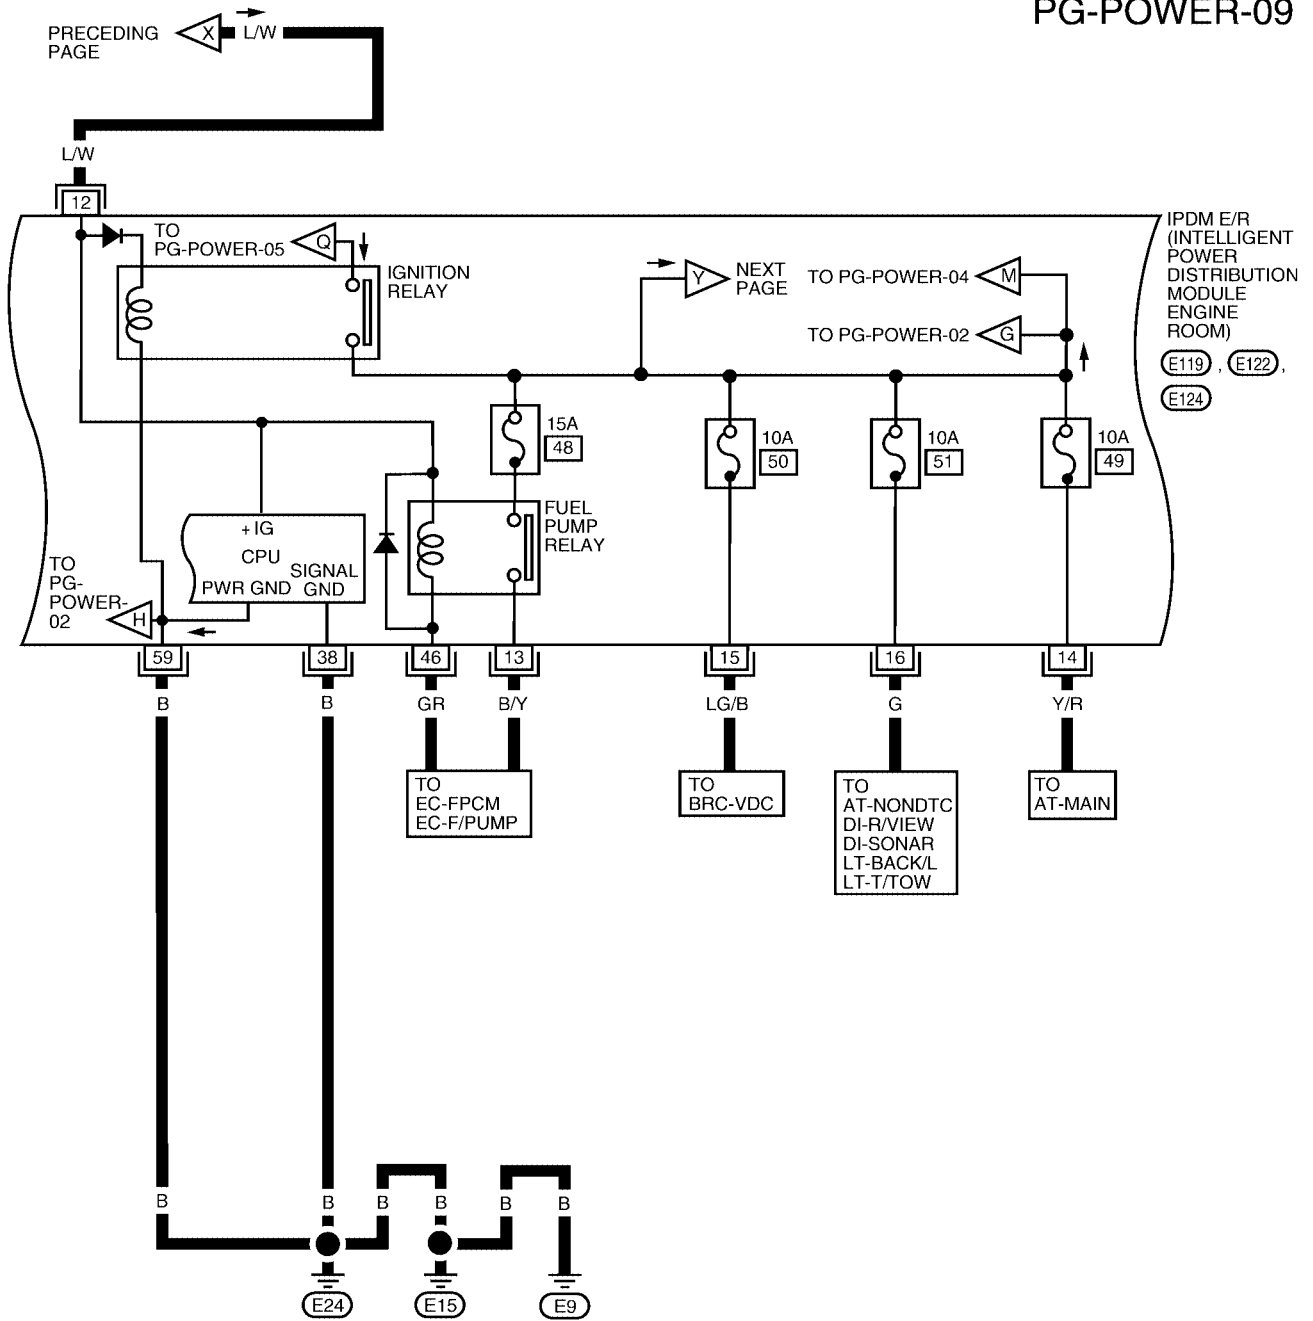 PG-POWER-09
PRECEDING
PAGE
X
L/W
L/W
12
TO
PG-POWER-05
Q
IGNITION
RELAY
Y
NEXT
PAGE
TO PG-POWER-04
M
TO PG-POWER-02
G
IPDM E/R
(INTELLIGENT
POWER
DISTRIBUTION
MODULE
ENGINE
ROOM)
E119 , E122 ,
E124
15A
48
10A
50
10A
51
10A
49
FUEL
PUMP
RELAY
+ IG
CPU
PWR GND
SIGNAL
GND
TO
PG-
POWER-
02
H
59
38
46
13
15
16
14
B
B
GR
B/Y
LG/B
G
Y/R
TO
EC-FPCM
EC-F/PUMP
TO
BRC-VDC
TO
AT-NONDTC
DI-R/VIEW
DI-SONAR
LT-BACK/L
LT-T/TOW
TO
AT-MAIN
B
B
B
B
B
B
E24
E15
E9